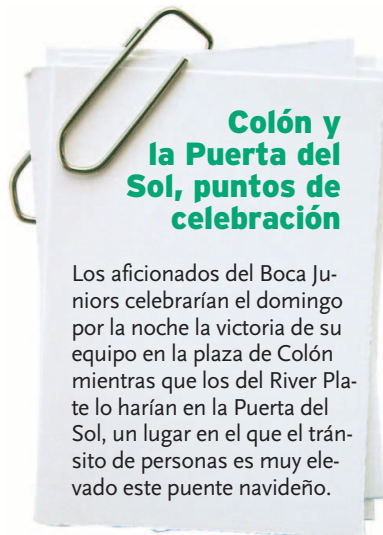 Colón y
la Puerta del
Sol, puntos de
celebración
Los aficionados del Boca Ju-
niors celebrarían el domingo
por la noche la victoria de su
equipo en la plaza de Colón
mientras que los del River Pla-
te lo harían en la Puerta del
Sol, un lugar en el que el trán-
sito de personas es muy ele-
vado este puente navideño.